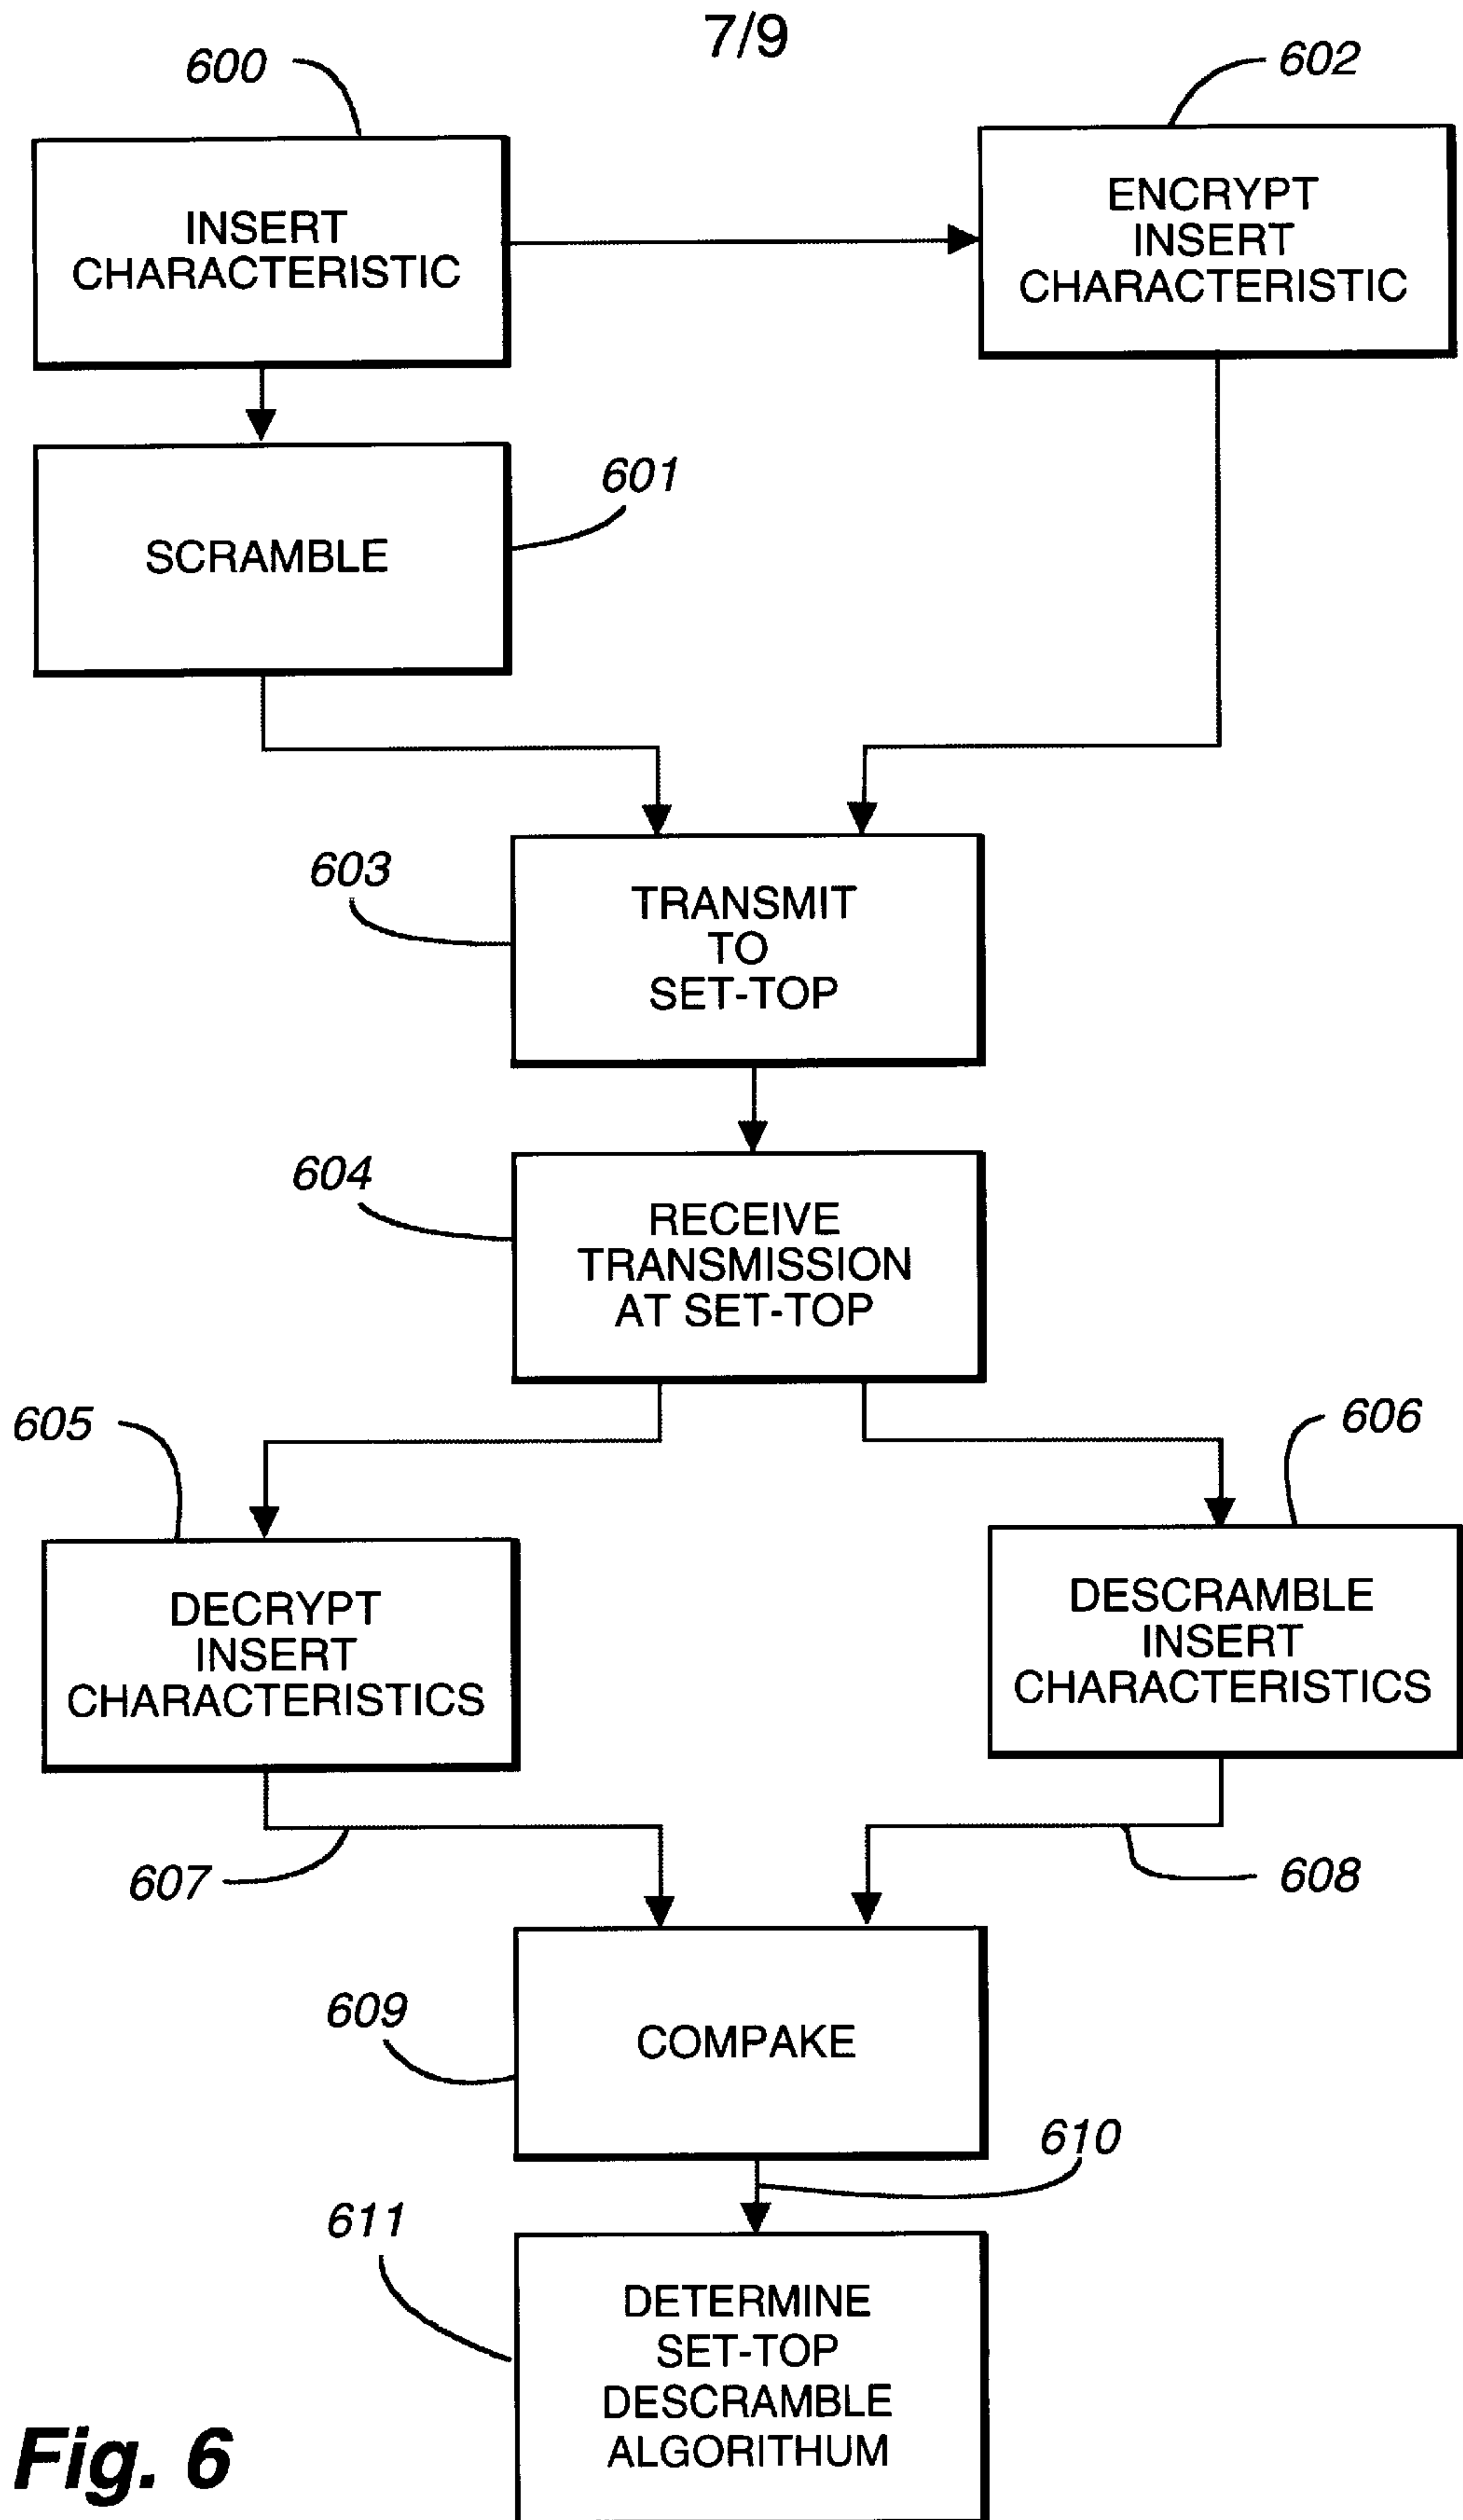 7/9
600
602
INSERT
CHARACTERISTIC
ENCRYPT
INSERT
CHARACTERISTIC
601
SCRAMBLE
603
TRANSMIT
TO
SET-TOP
604
RECEIVE
TRANSMISSION
AT SET-TOP
605
606
DECRYPT
INSERT
CHARACTERISTICS
DESCRAMBLE
INSERT
CHARACTERISTICS
607
608
609
COMPAKE
610
611
DETERMINE
SET-TOP
DESCRAMBLE
ALGORITHUM
Fig. 6